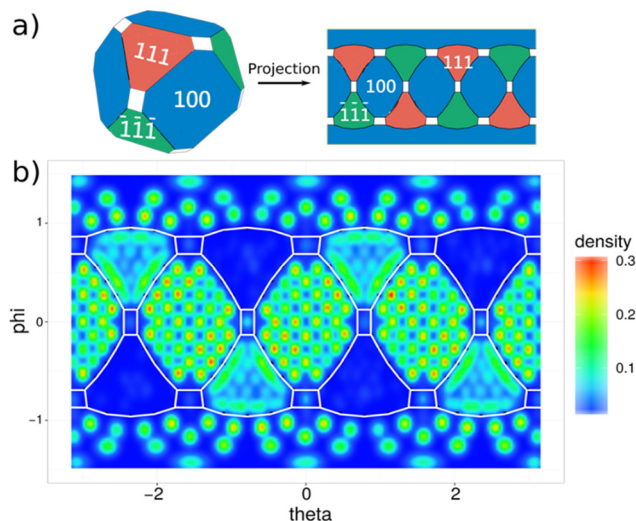 a)
111
100
1̄1̄1̄
Projection
111
100
1̄1̄1̄
b)
phi
1
0
−1
−2
0
2
theta
density
0.3
0.2
0.1